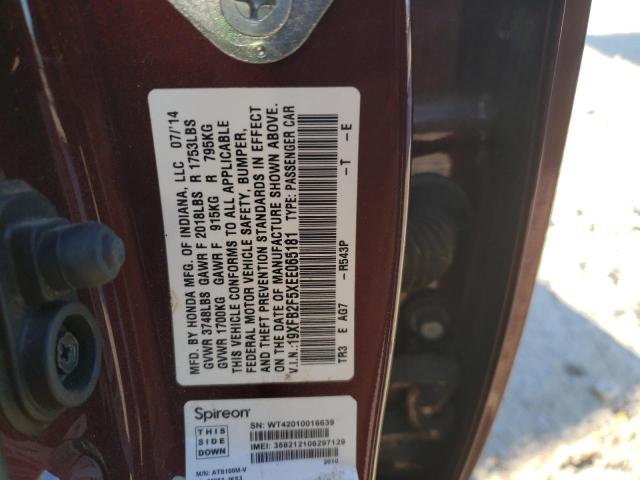 MFD. BY HONDA MFG. OF INDIANA, LLC 07/'14
GVWR 3748LBS GAWR F 2018LBS R 1753LBS
GVWR 1700KG GAWR F 915KG R 795KG
THIS VEHICLE CONFORMS TO ALL APPLICABLE
FEDERAL MOTOR VEHICLE SAFETY, BUMPER,
AND THEFT PREVENTION STANDARDS IN EFFECT
ON THE DATE OF MANUFACTURE SHOWN ABOVE.
V.I.N.:19XFB2F5XEE065181 TYPE: PASSENGER CAR
TR3 E AG7 -R543P -T -E
Spireon
THIS
SIDE
DOWN
SN: WT42010016639
IMEI: 358212106297129
2010
M/N: ATS100M-V